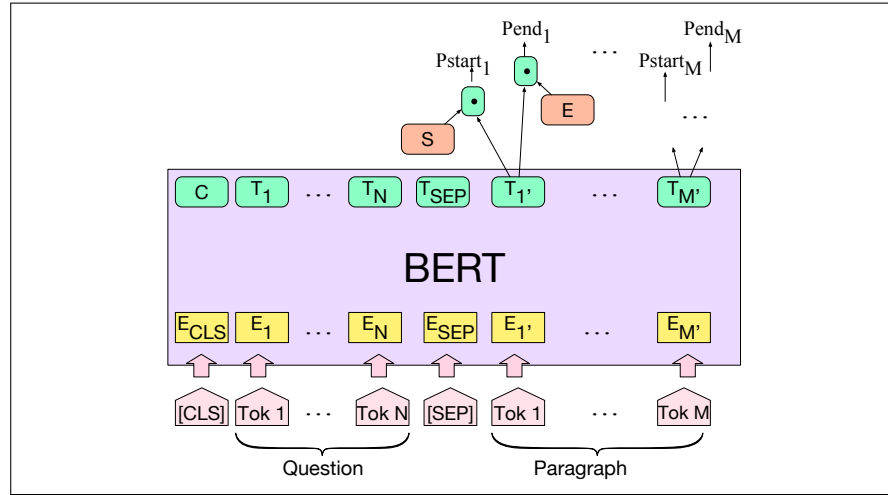 Pend1 ... PendM
Pstart1 PstartM
• E ...
S •
C T1 ... TN TSEP T1' ... TM'
BERT
ECLS E1 ... EN ESEP E1' ... EM'
[CLS] Tok 1 ... Tok N [SEP] Tok 1 ... Tok M
Question Paragraph